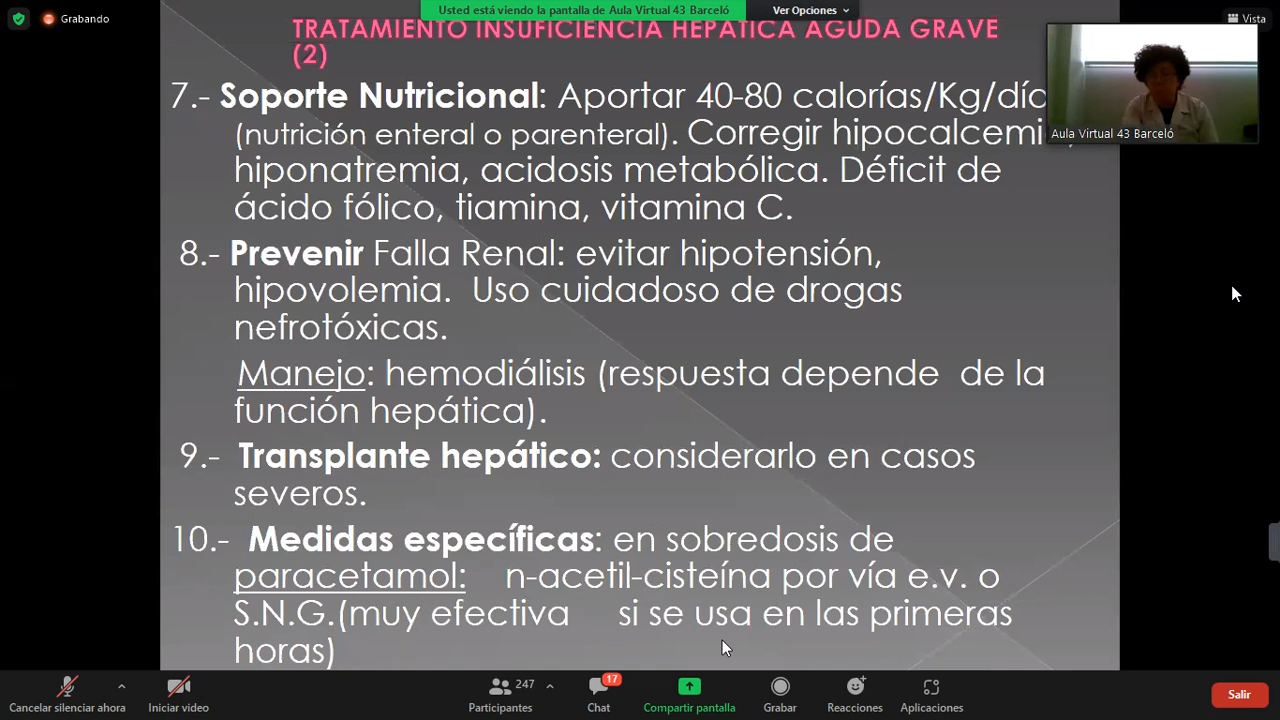 Grabando
Usted está viendo la pantalla de Aula Virtual 43 Barceló
Ver Opciones
Vista
TRATAMIENTO INSUFICIENCIA HEPATICA AGUDA GRAVE
(2)
7.- Soporte Nutricional: Aportar 40-80 calorías/Kg/día
(nutrición enteral o parenteral). Corregir hipocalcemi
hiponatremia, acidosis metabólica. Déficit de
ácido fólico, tiamina, vitamina C.
Aula Virtual 43 Barceló
8.- Prevenir Falla Renal: evitar hipotensión,
hipovolemia. Uso cuidadoso de drogas
nefrotóxicas.
Manejo: hemodiálisis (respuesta depende de la
función hepática).
9.- Transplante hepático: considerarlo en casos
severos.
10.- Medidas específicas: en sobredosis de
paracetamol: n-acetil-cisteína por vía e.v. o
S.N.G.(muy efectiva si se usa en las primeras
horas)
Cancelar silenciar ahora
Iniciar video
247
Participantes
17
Chat
Compartir pantalla
Grabar
Reacciones
Aplicaciones
Salir